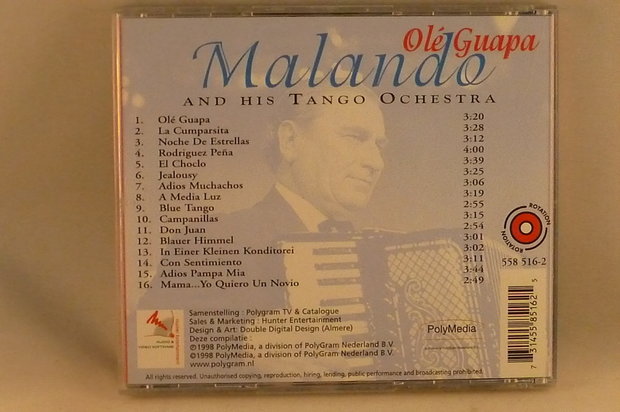 Olé Guapa
Malando
AND HIS TANGO OCHESTRA
1. Olé Guapa 3:20
2. La Cumparsita 3:28
3. Noche De Estrellas 3:12
4. Rodriguez Peña 4:00
5. El Choclo 3:39
6. Jealousy 3:25
7. Adios Muchachos 3:06
8. A Media Luz 3:19
9. Blue Tango 2:55
10. Campanillas 3:15
11. Don Juan 2:54
12. Blauer Himmel 3:01
13. In Einer Kleinen Konditorei 3:02
14. Con Sentimiento 3:11
15. Adios Pampa Mia 3:44
16. Mama...Yo Quiero Un Novio 2:49
ROTATION
ROTATION
558 516-2
Samenstelling : Polygram TV & Catalogue
Sales & Marketing : Hunter Entertainment
Design & Art: Double Digital Design (Almere)
Deze compilatie :
℗1998 PolyMedia, a division of PolyGram Nederland B.V.
©1998 PolyMedia, a division of PolyGram Nederland B.V.
www.polygram.nl
AUDIO &
VIDEO SOFTWARE
PolyMedia
7 31455 85162 5
All rights reserved. Unauthorised copying, reproduction, hiring, lending, public performance and broadcasting prohibited.